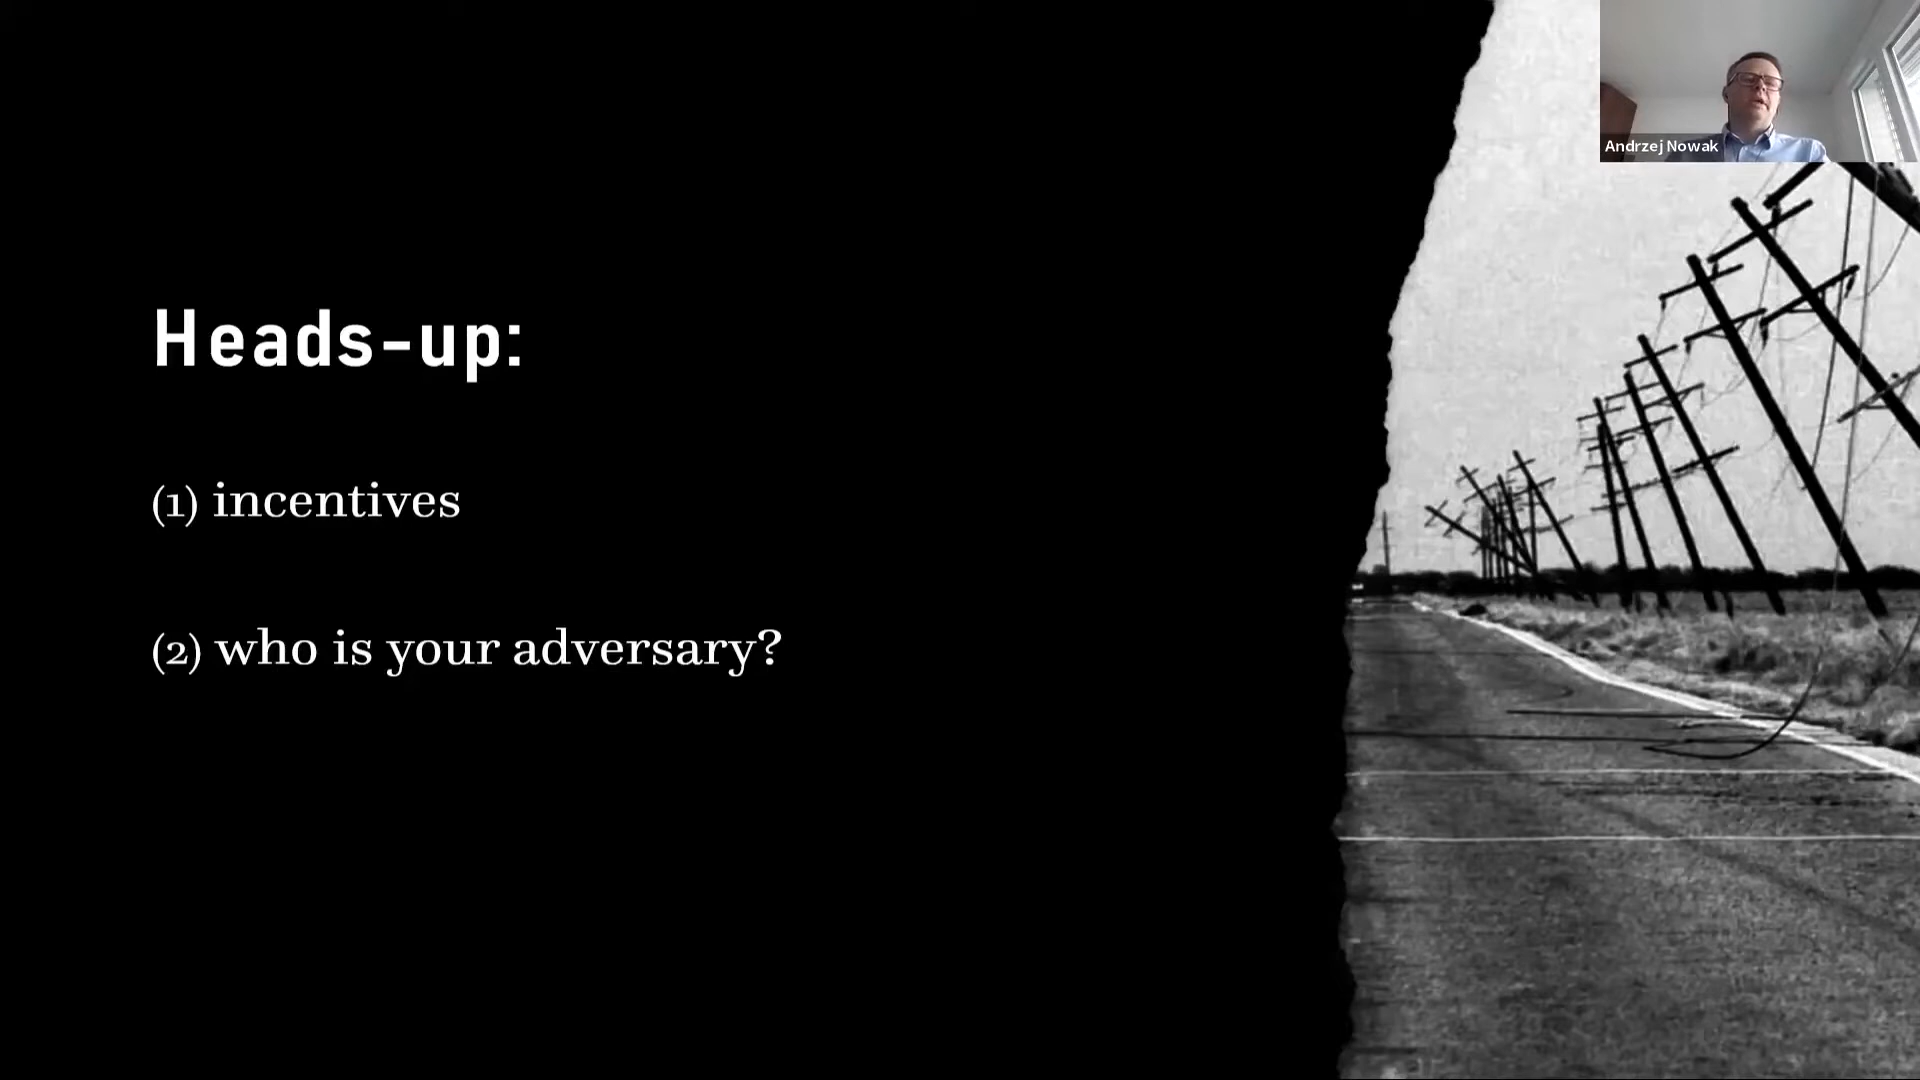 Andrzej Nowak
Heads-up:
(1) incentives
(2) who is your adversary?